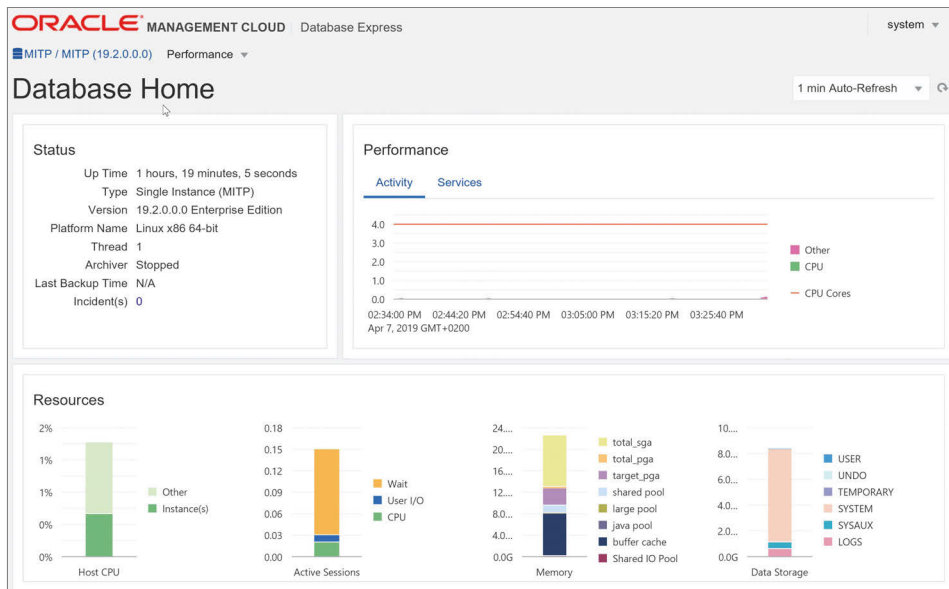 ORACLE MANAGEMENT CLOUD Database Express
system
MITP / MITP (19.2.0.0.0) Performance
Database Home
1 min Auto-Refresh
Status
Up Time 1 hours, 19 minutes, 5 seconds
Type Single Instance (MITP)
Version 19.2.0.0.0 Enterprise Edition
Platform Name Linux x86 64-bit
Thread 1
Archiver Stopped
Last Backup Time N/A
Incident(s) 0
Performance
Activity Services
4.0
3.0
2.0
1.0
0.0
02:34:00 PM 02:44:20 PM 02:54:40 PM 03:05:00 PM 03:15:20 PM 03:25:40 PM
Apr 7, 2019 GMT+0200
Other
CPU
CPU Cores
Resources
2%
1%
1%
0%
0%
Other
Instance(s)
Host CPU
0.18
0.15
0.12
0.09
0.06
0.03
0.00
Wait
User I/O
CPU
Active Sessions
24....
20....
16....
12....
8.0...
4.0...
0.0G
total_sga
total_pga
target_pga
shared pool
large pool
java pool
buffer cache
Shared IO Pool
Memory
10....
8.0...
6.0...
4.0...
2.0...
0.0G
USER
UNDO
TEMPORARY
SYSTEM
SYSAUX
LOGS
Data Storage